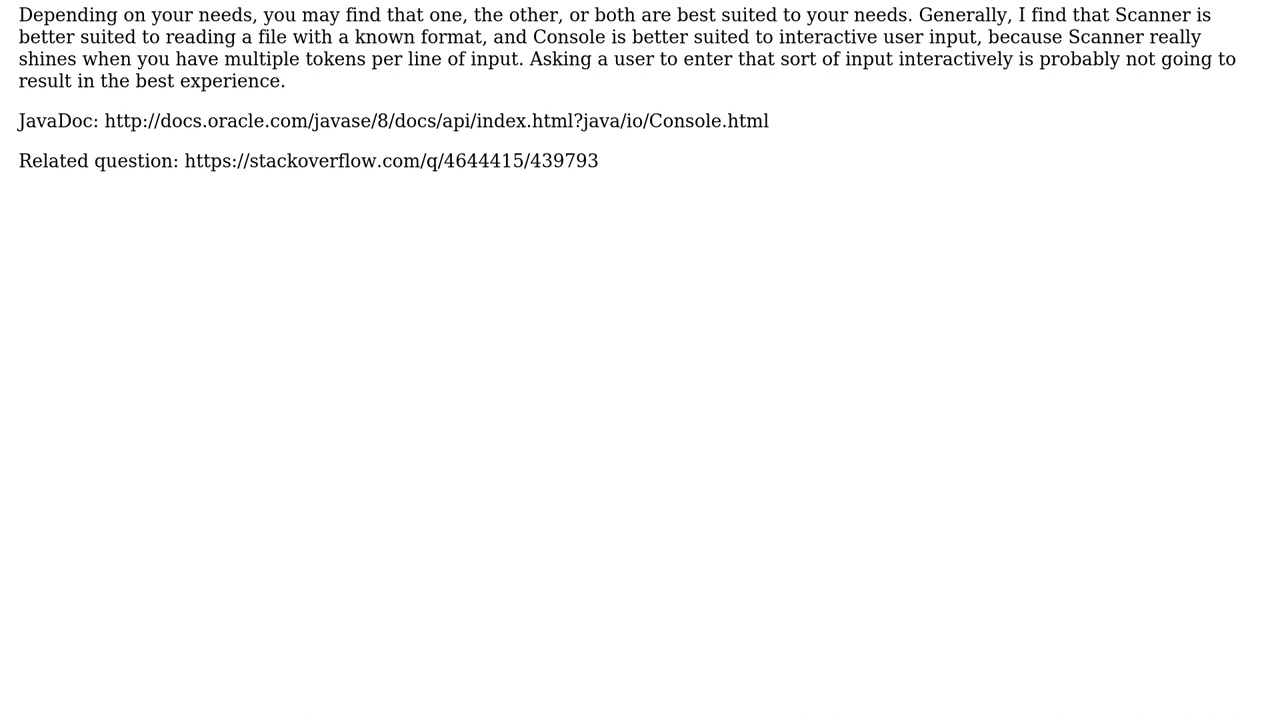 Depending on your needs, you may find that one, the other, or both are best suited to your needs. Generally, I find that Scanner is
better suited to reading a file with a known format, and Console is better suited to interactive user input, because Scanner really
shines when you have multiple tokens per line of input. Asking a user to enter that sort of input interactively is probably not going to
result in the best experience.
JavaDoc: http://docs.oracle.com/javase/8/docs/api/index.html?java/io/Console.html
Related question: https://stackoverflow.com/q/4644415/439793